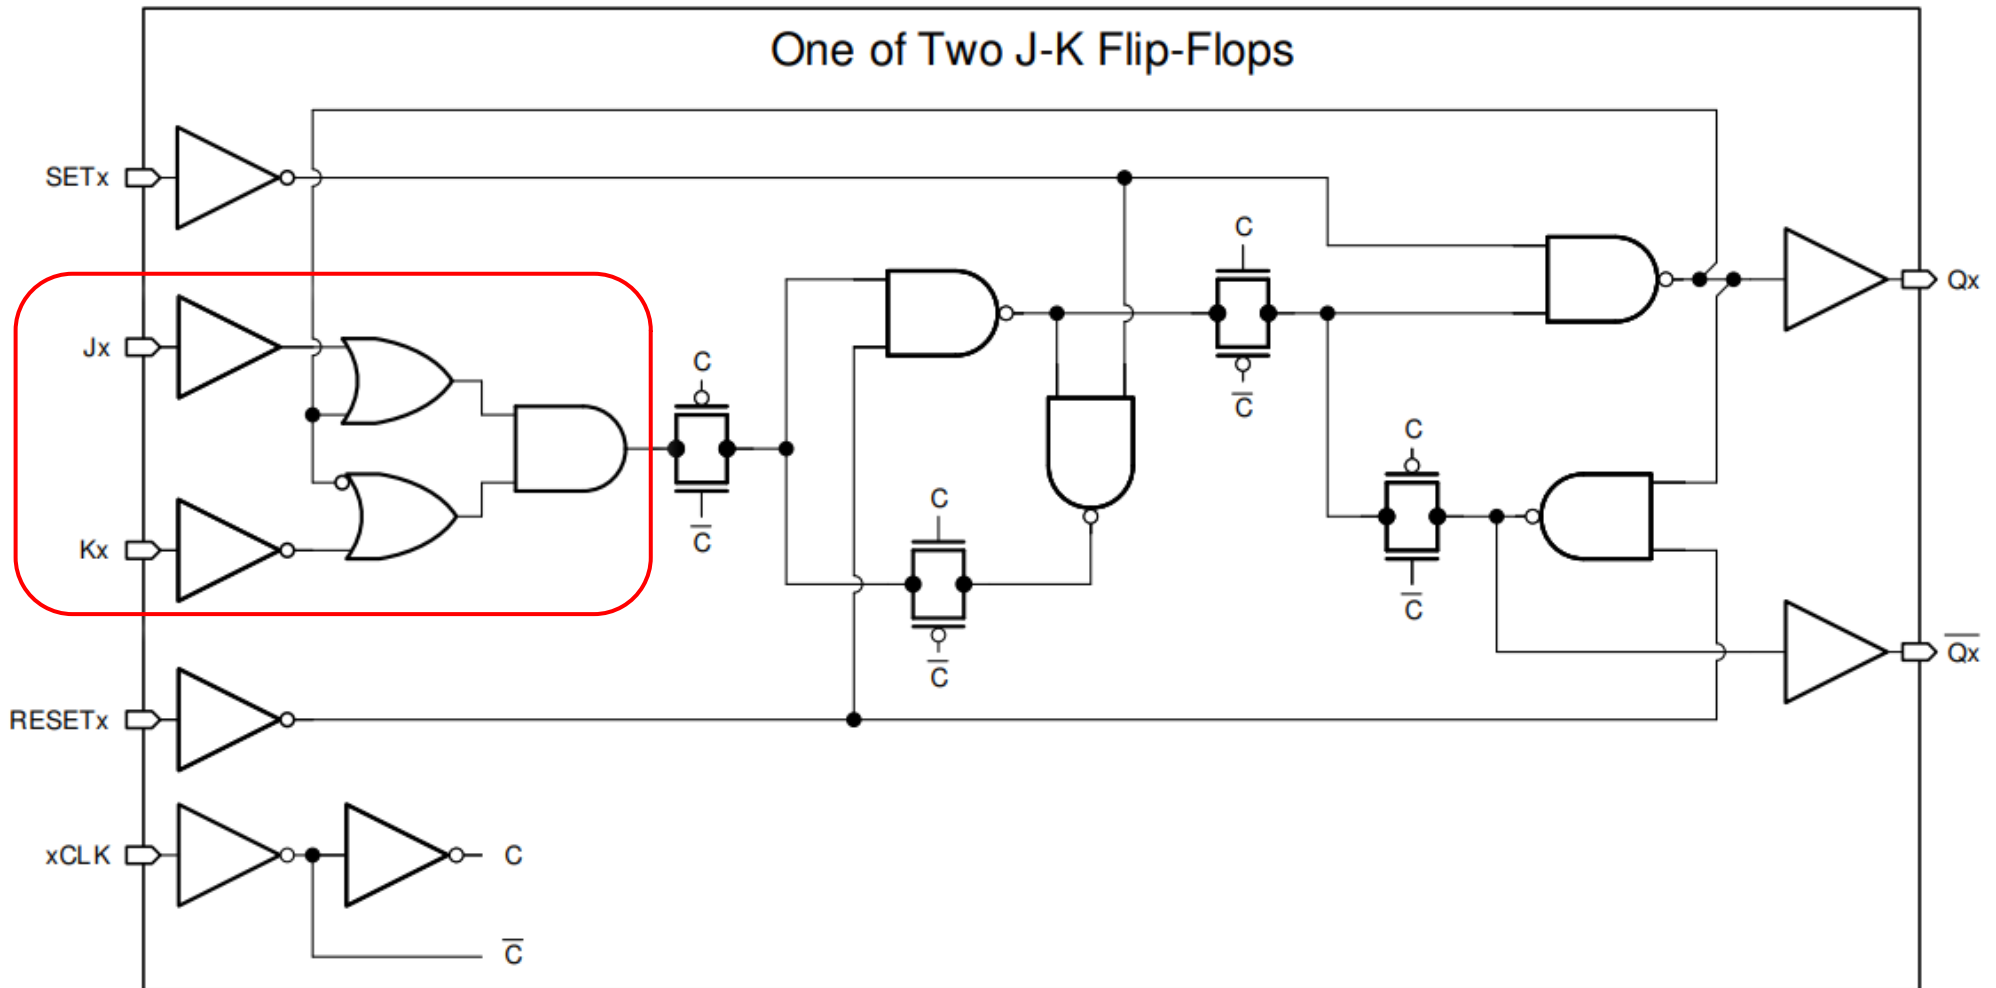 One of Two J-K Flip-Flops
SETx
Jx
Kx
RESETx
xCLK
C
C̅
C
C̅
C
C̅
C
C̅
C
C̅
Qx
Q̅x̅